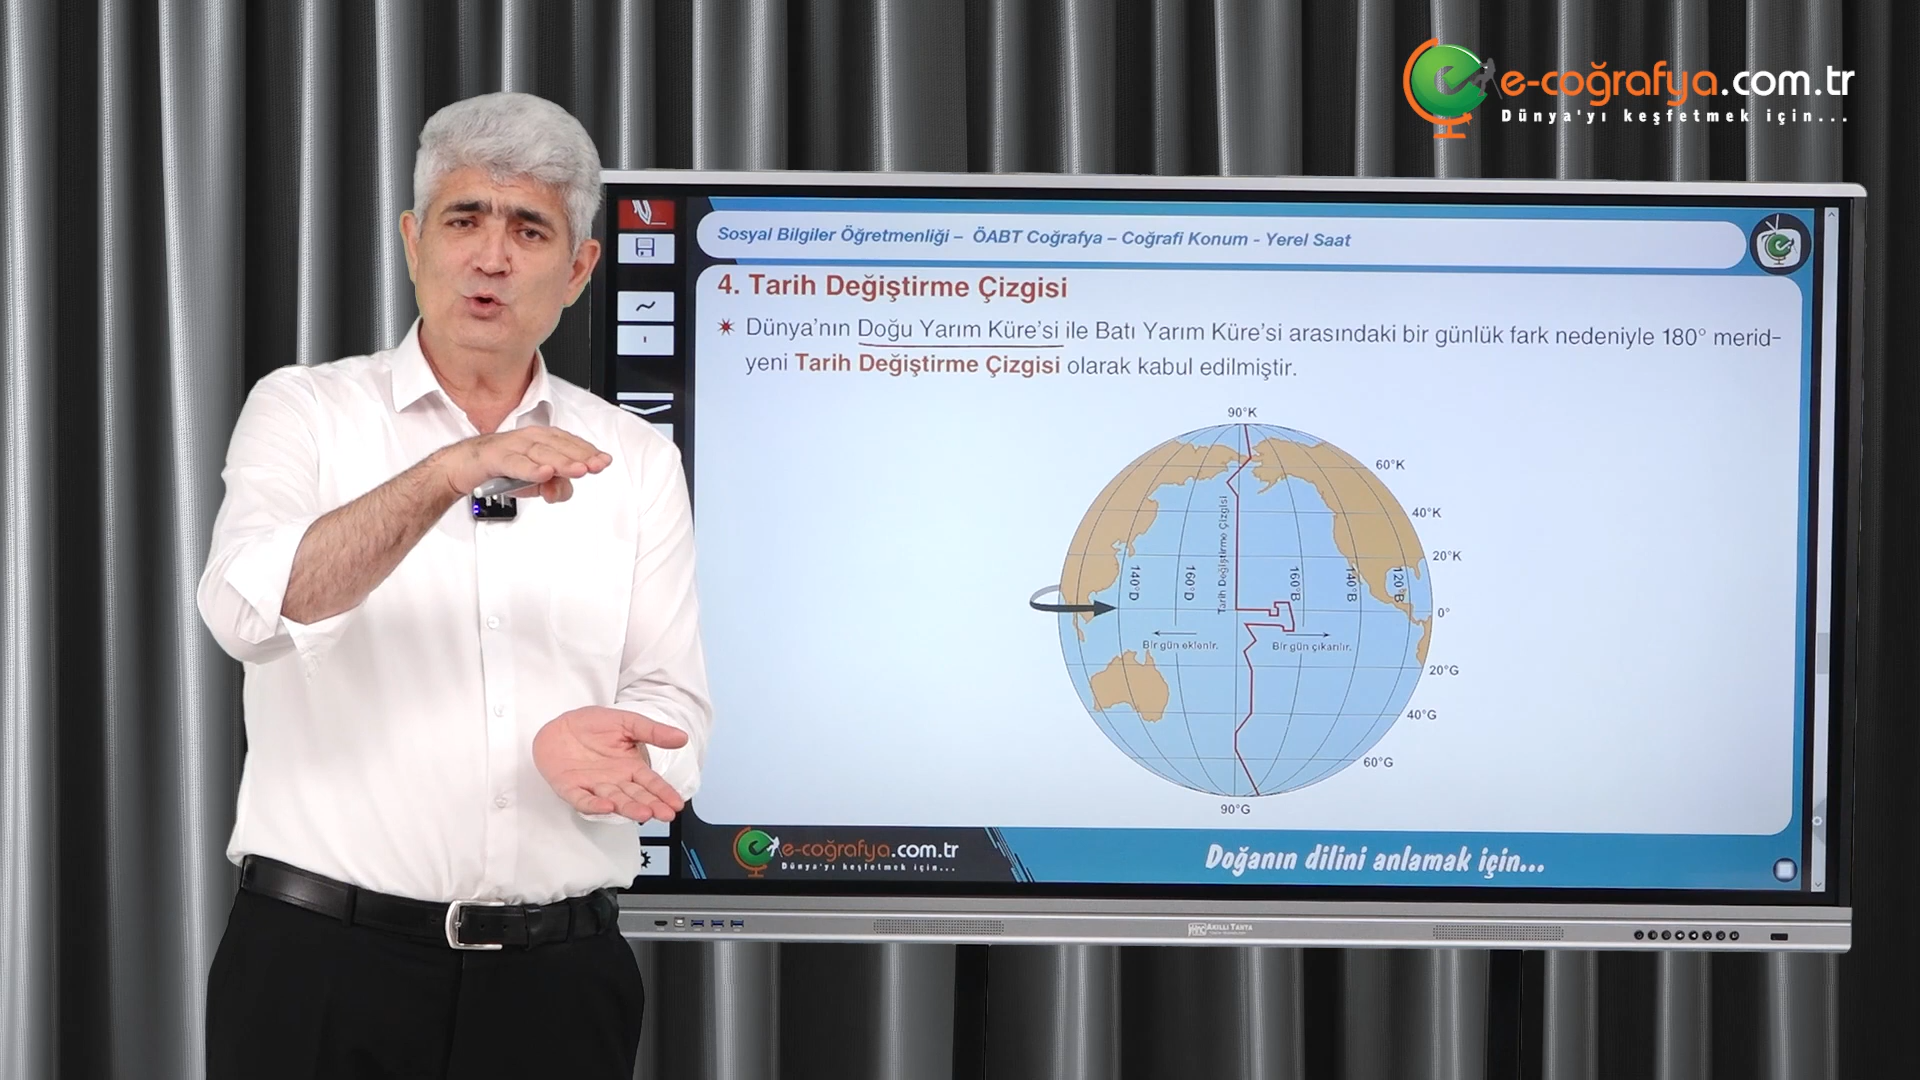 e-coğrafya.com.tr
Dünya'yı keşfetmek için...
Sosyal Bilgiler Öğretmenliği – ÖABT Coğrafya – Coğrafi Konum - Yerel Saat
4. Tarih Değiştirme Çizgisi
Dünya'nın Doğu Yarım Küre'si ile Batı Yarım Küre'si arasındaki bir günlük fark nedeniyle 180° merid-
yeni Tarih Değiştirme Çizgisi olarak kabul edilmiştir.
90°K
60°K
40°K
20°K
Tarih Değiştirme Çizgisi
140°D
160°D
160°B
140°B
120°B
0°
Bir gün eklenir.
Bir gün çıkarılır.
20°G
40°G
60°G
90°G
e-coğrafya.com.tr
Dünya'yı keşfetmek için...
Doğanın dilini anlamak için...
AKILLI TAHTA